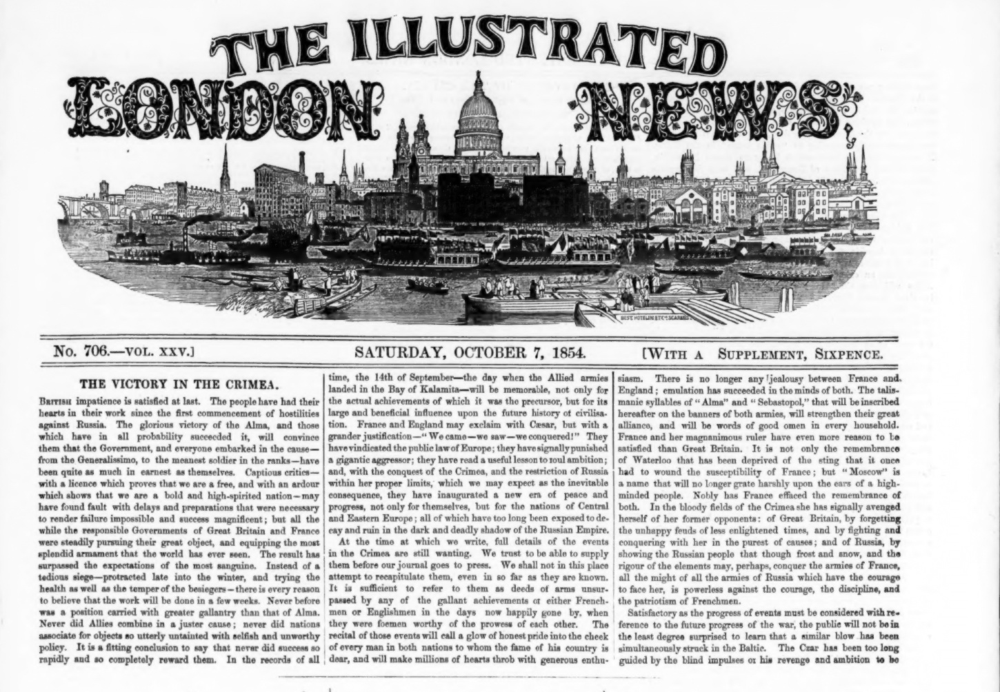 THE ILLUSTRATED
LONDON NEWS
No. 706.—VOL. XXV.]
SATURDAY, OCTOBER 7, 1854.
[WITH A SUPPLEMENT, SIXPENCE.
THE VICTORY IN THE CRIMEA.
BRITISH impatience is satisfied at last. The people have had their
hearts in their work since the first commencement of hostilities
against Russia. The glorious victory of the Alma, and those
which have in all probability succeeded it, will convince
them that the Government, and everyone embarked in the cause—
from the Generalissimo, to the meanest soldier in the ranks—have
been quite as much in earnest as themselves. Captious critics—
with a licence which proves that we are a free, and with an ardour
which shows that we are a bold and high-spirited nation—may
have found fault with delays and preparations that were necessary
to render failure impossible and success magnificent; but all the
while the responsible Governments of Great Britain and France
were steadily pursuing their great object, and equipping the most
splendid armament that the world has ever seen. The result has
surpassed the expectations of the most sanguine. Instead of a
tedious siege—protracted late into the winter, and trying the
health as well as the temper of the besiegers—there is every reason
to believe that the work will be done in a few weeks. Never before
was a position carried with greater gallantry than that of Alma.
Never did Allies combine in a juster cause; never did nations
associate for objects so utterly untainted with selfish and unworthy
policy. It is a fitting conclusion to say that never did success so
rapidly and so completely reward them. In the records of all
time, the 14th of September—the day when the Allied armies
landed in the Bay of Kalamita—will be memorable, not only for
the actual achievements of which it was the precursor, but for its
large and beneficial influence upon the future history of civilisa-
tion. France and England may exclaim with Cæsar, but with a
grander justification—"We came—we saw—we conquered!" They
have vindicated the public law of Europe; they have signally punished
a gigantic aggressor; they have read a useful lesson to foul ambition;
and, with the conquest of the Crimea, and the restriction of Russia
within her proper limits, which we may expect as the inevitable
consequence, they have inaugurated a new era of peace and
progress, not only for themselves, but for the nations of Central
and Eastern Europe; all of which have too long been exposed to de-
cay and ruin in the dark and deadly shadow of the Russian Empire.
At the time at which we write, full details of the events
in the Crimea are still wanting. We trust to be able to supply
them before our journal goes to press. We shall not in this place
attempt to recapitulate them, even in so far as they are known.
It is sufficient to refer to them as deeds of arms unsur-
passed by any of the gallant achievements of either French-
men or Englishmen in the days now happily gone by, when
they were foemen worthy of the prowess of each other. The
recital of those events will call a glow of honest pride into the cheek
of every man in both nations to whom the fame of his country is
dear, and will make millions of hearts throb with generous enthu-
siasm. There is no longer any jealousy between France and
England; emulation has succeeded in the minds of both. The talis-
manic syllables of "Alma" and "Sebastopol," that will be inscribed
hereafter on the banners of both armies, will strengthen their great
alliance, and will be words of good omen in every household.
France and her magnanimous ruler have even more reason to be
satisfied than Great Britain. It is not only the remembrance
of Waterloo that has been deprived of the sting that it once
had to wound the susceptibility of France; but "Moscow" is
a name that will no longer grate harshly upon the ears of a high-
minded people. Nobly has France effaced the remembrance of
both. In the bloody fields of the Crimea she has signally avenged
herself of her former opponents: of Great Britain, by forgetting
the unhappy feuds of less enlightened times, and by fighting and
conquering with her in the purest of causes; and of Russia, by
showing the Russian people that though frost and snow, and the
rigour of the elements may, perhaps, conquer the armies of France,
all the might of all the armies of Russia which have the courage
to face her, is powerless against the courage, the discipline, and
the patriotism of Frenchmen.
Satisfactory as the progress of events must be considered with re-
ference to the future progress of the war, the public will not be in
the least degree surprised to learn that a similar blow has been
simultaneously struck in the Baltic. The Czar has been too long
guided by the blind impulses of his revenge and ambition to be